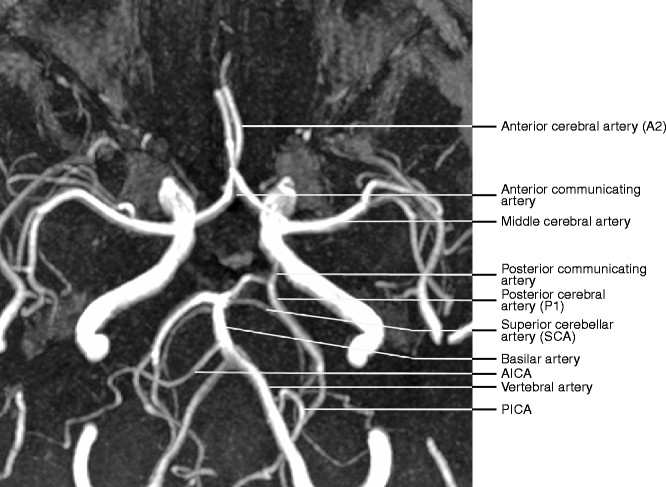 Anterior cerebral artery (A2)
Anterior communicating
artery
Middle cerebral artery
Posterior communicating
artery
Posterior cerebral
artery (P1)
Superior cerebellar
artery (SCA)
Basilar artery
AICA
Vertebral artery
PICA